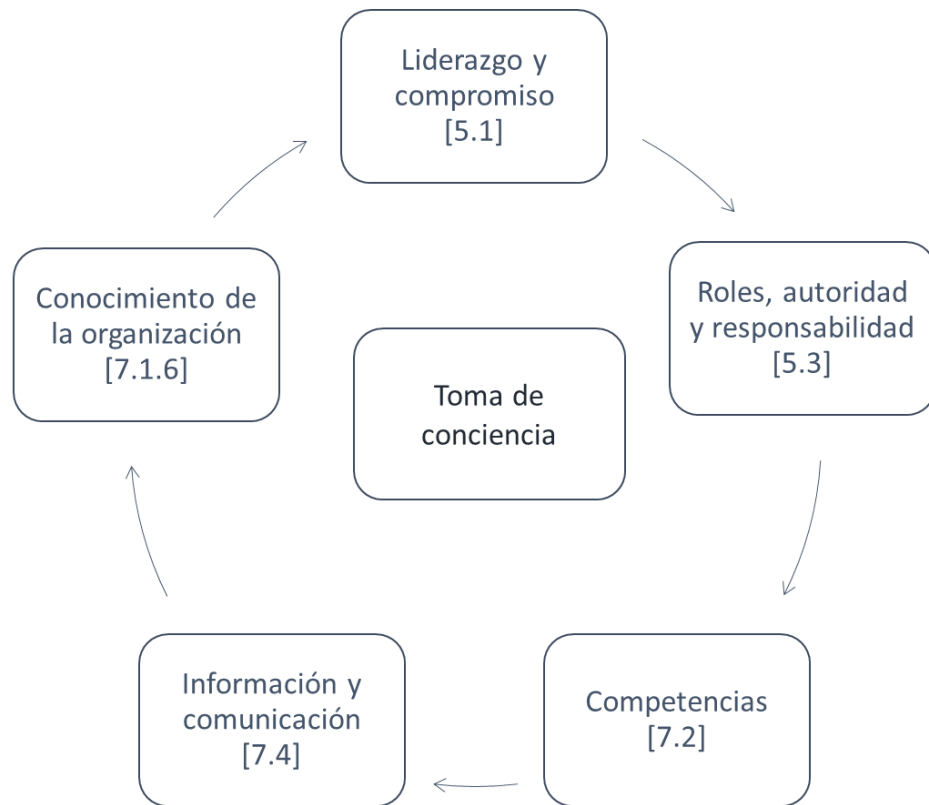 Liderazgo y
compromiso
[5.1]
Roles, autoridad
y responsabilidad
[5.3]
Competencias
[7.2]
Información y
comunicación
[7.4]
Conocimiento de
la organización
[7.1.6]
Toma de
conciencia